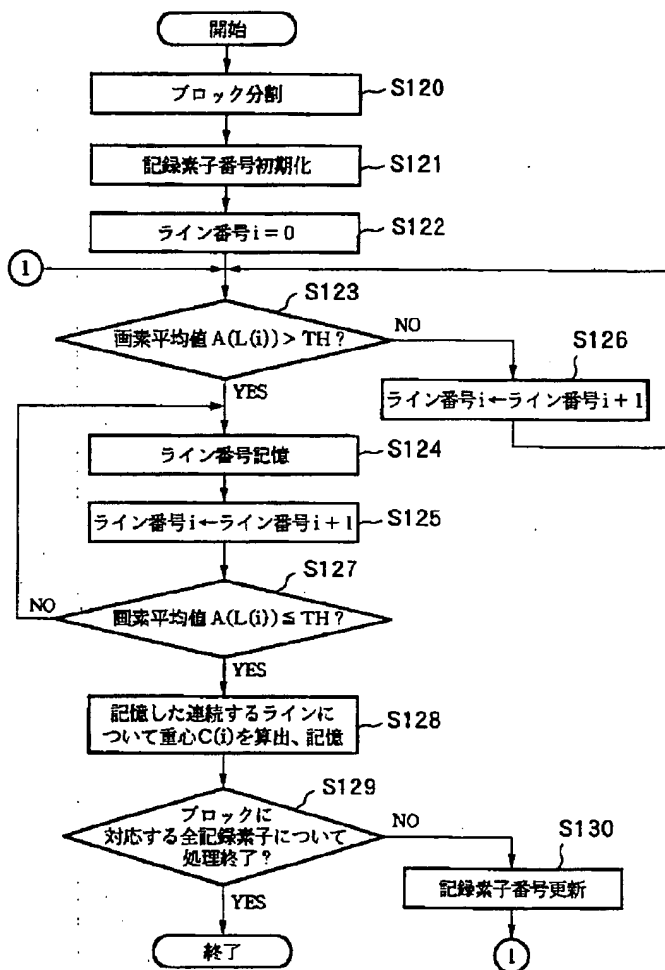 開始
ブロック分割
S120
記録素子番号初期化
S121
ライン番号i=0
S122
1
S123
画素平均値A(L(i))>TH?
NO
S126
ライン番号i←ライン番号i+1
YES
ライン番号記憶
S124
ライン番号i←ライン番号i+1
S125
S127
NO
画素平均値A(L(i))≦TH?
YES
記憶した連続するラインに
ついて重心C(i)を算出、記憶
S128
S129
ブロックに
対応する全記録素子について
処理終了?
NO
S130
記録素子番号更新
YES
終了
1